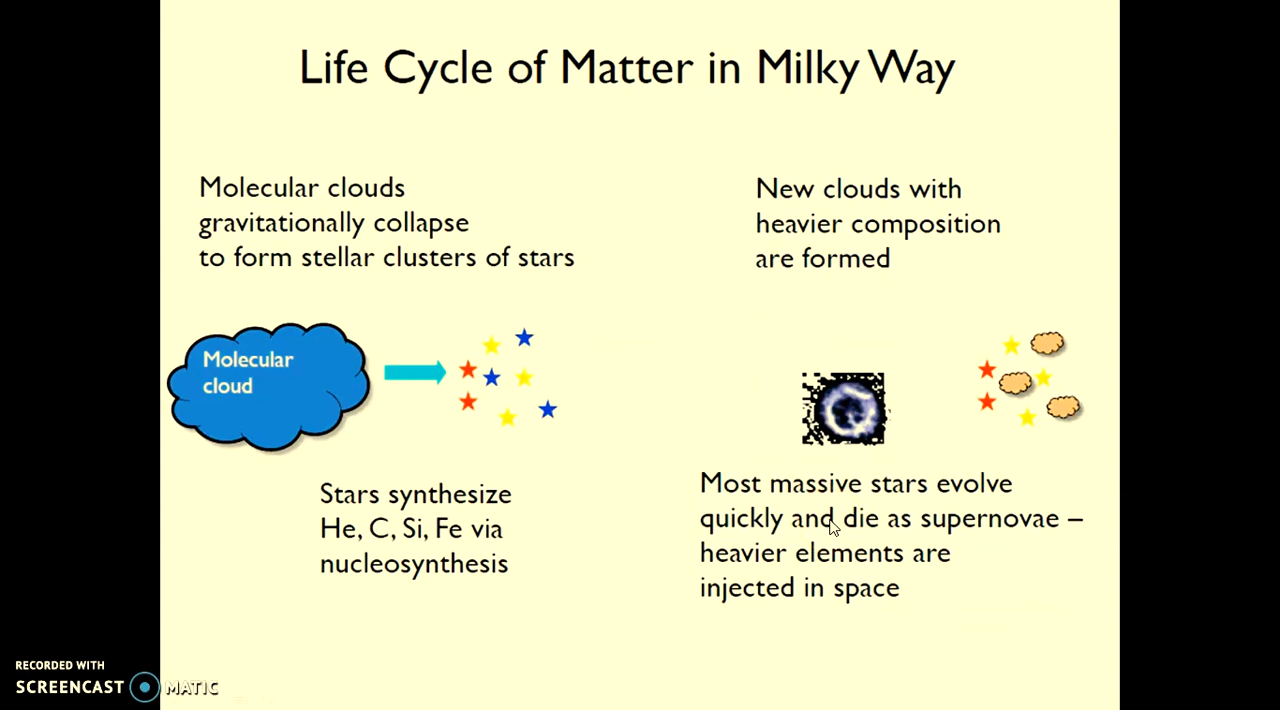 Life Cycle of Matter in Milky Way
Molecular clouds
gravitationally collapse
to form stellar clusters of stars
New clouds with
heavier composition
are formed
Molecular
cloud
Stars synthesize
He, C, Si, Fe via
nucleosynthesis
Most massive stars evolve
quickly and die as supernovae –
heavier elements are
injected in space
RECORDED WITH
SCREENCAST MATIC